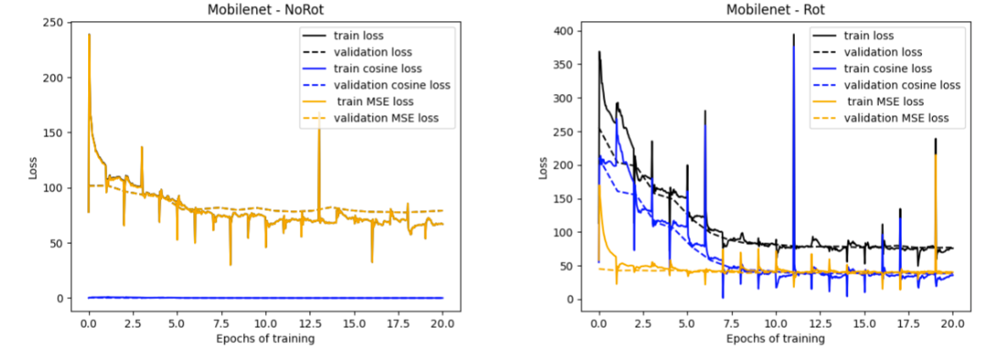 Mobilenet - NoRot
250
200
150
100
50
0
Loss
0.0 2.5 5.0 7.5 10.0 12.5 15.0 17.5 20.0
Epochs of training
train loss
validation loss
train cosine loss
validation cosine loss
train MSE loss
validation MSE loss
Mobilenet - Rot
400
350
300
250
200
150
100
50
0
Loss
0.0 2.5 5.0 7.5 10.0 12.5 15.0 17.5 20.0
Epochs of training
train loss
validation loss
train cosine loss
validation cosine loss
train MSE loss
validation MSE loss